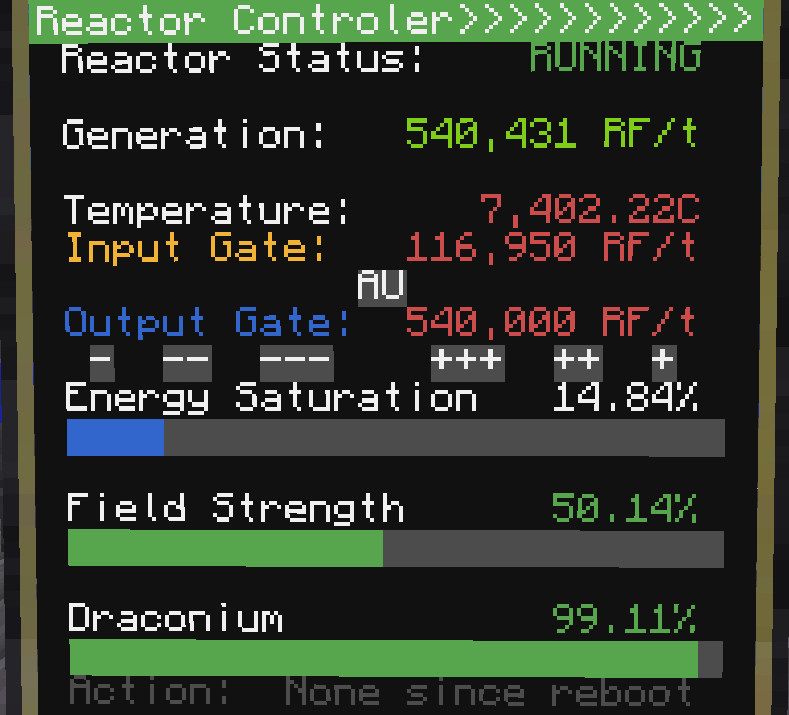 Reactor Controler>>>>>>>>>>>>
Reactor Status: RUNNING
Generation: 540,431 RF/t
Temperature: 7,402.22C
Input Gate: 116,950 RF/t
AU
Output Gate: 540,000 RF/t
- -- --- +++ ++ +
Energy Saturation 14.84%
Field Strength 50.14%
Draconium 99.11%
Action: None since reboot